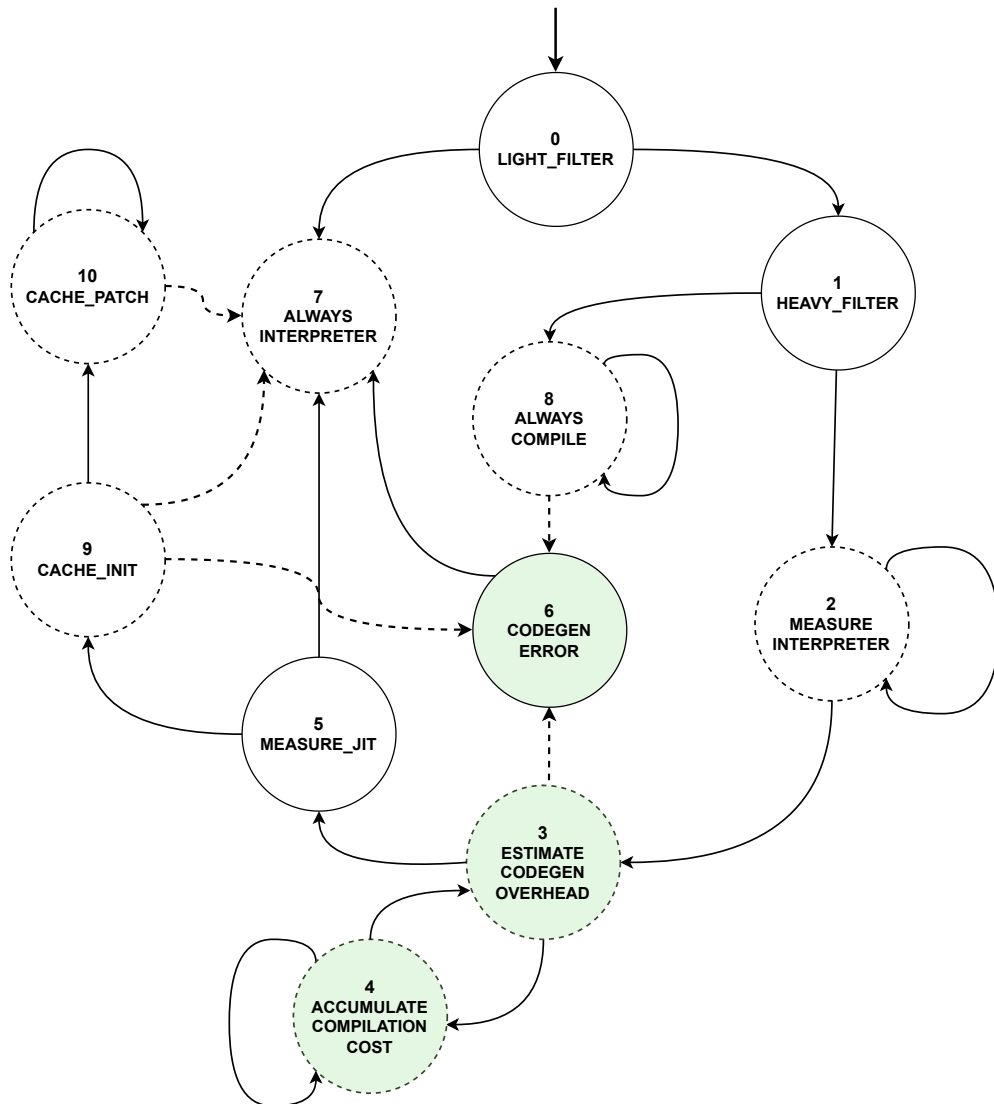 0
LIGHT_FILTER
10
CACHE_PATCH
7
ALWAYS
INTERPRETER
1
HEAVY_FILTER
8
ALWAYS
COMPILE
9
CACHE_INIT
6
CODEGEN
ERROR
2
MEASURE
INTERPRETER
5
MEASURE_JIT
3
ESTIMATE
CODEGEN
OVERHEAD
4
ACCUMULATE
COMPILATION
COST